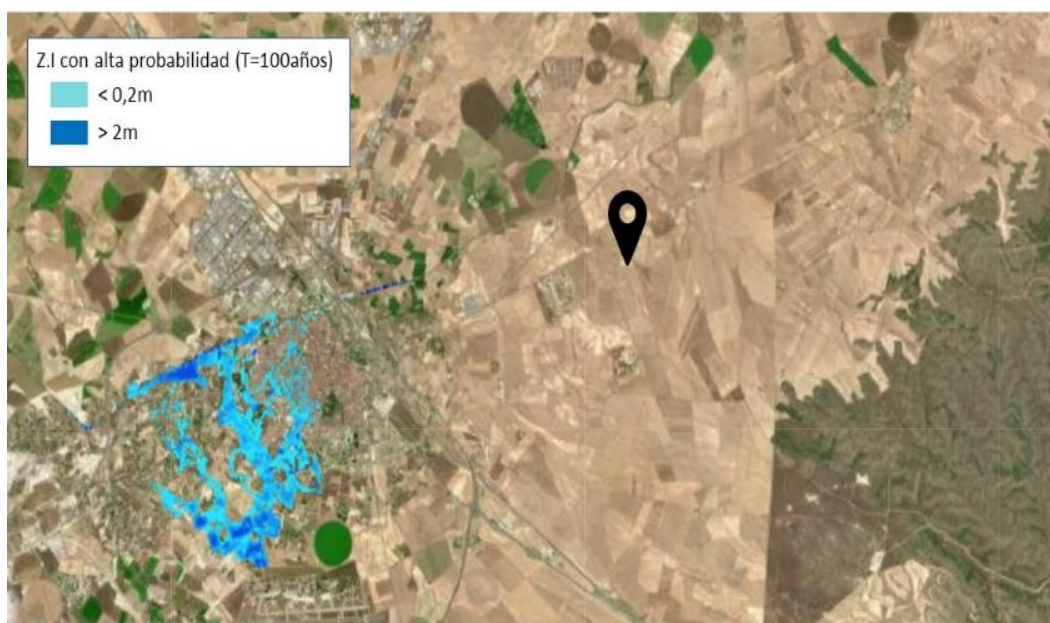 Z.I con alta probabilidad (T=100años)
< 0,2m
> 2m